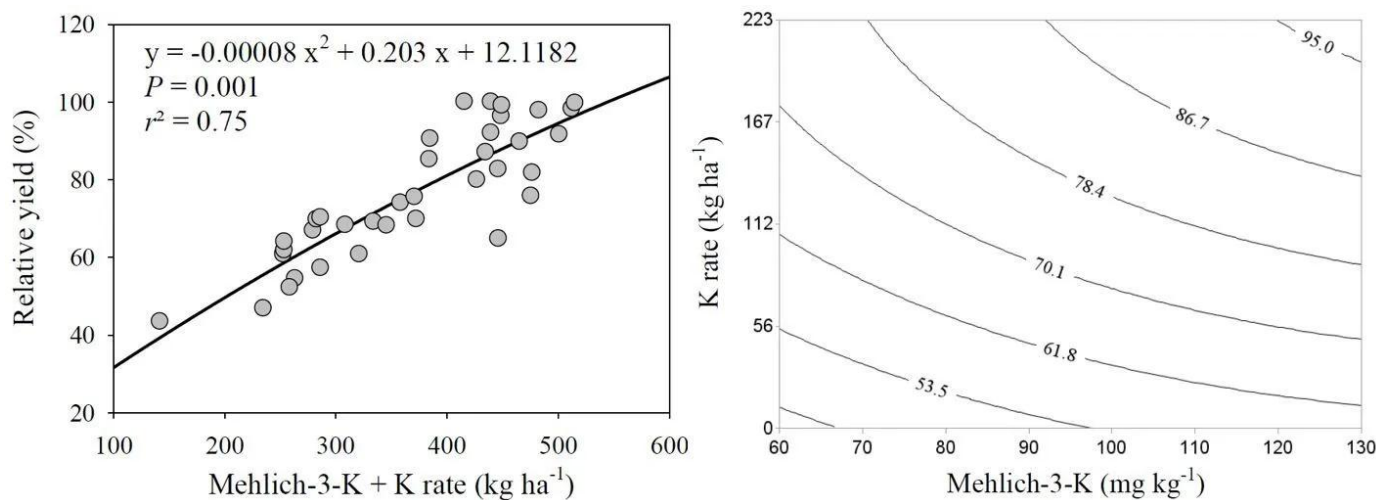 120
100
80
60
40
20
Relative yield (%)
y = -0.00008 x² + 0.203 x + 12.1182
P = 0.001
r² = 0.75
100 200 300 400 500 600
Mehlich-3-K + K rate (kg ha⁻¹)
223
167
112
56
0
K rate (kg ha⁻¹)
95.0
86.7
78.4
70.1
61.8
53.5
60 70 80 90 100 110 120 130
Mehlich-3-K (mg kg⁻¹)